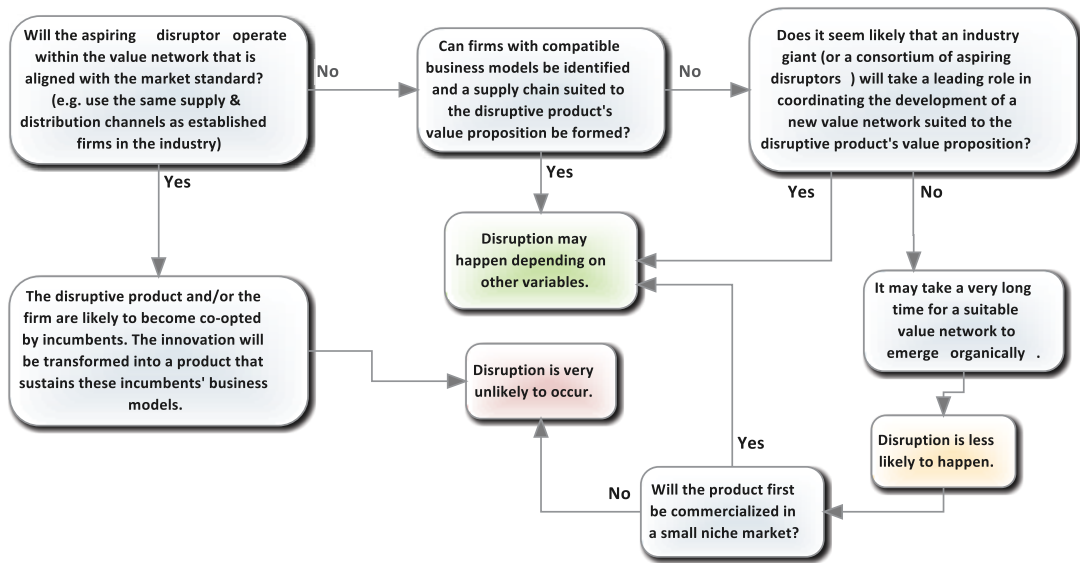 Will the aspiring disruptor operate
within the value network that is
aligned with the market standard?
(e.g. use the same supply &
distribution channels as established
firms in the industry)
No
Can firms with compatible
business models be identified
and a supply chain suited to
the disruptive product's
value proposition be formed?
No
Does it seem likely that an industry
giant (or a consortium of aspiring
disruptors ) will take a leading role in
coordinating the development of a
new value network suited to the
disruptive product's value proposition?
Yes
Yes
Yes
No
Disruption may
happen depending on
other variables.
The disruptive product and/or the
firm are likely to become co-opted
by incumbents. The innovation will
be transformed into a product that
sustains these incumbents' business
models.
It may take a very long
time for a suitable
value network to
emerge organically .
Disruption is very
unlikely to occur.
Disruption is less
likely to happen.
Yes
No
Will the product first
be commercialized in
a small niche market?